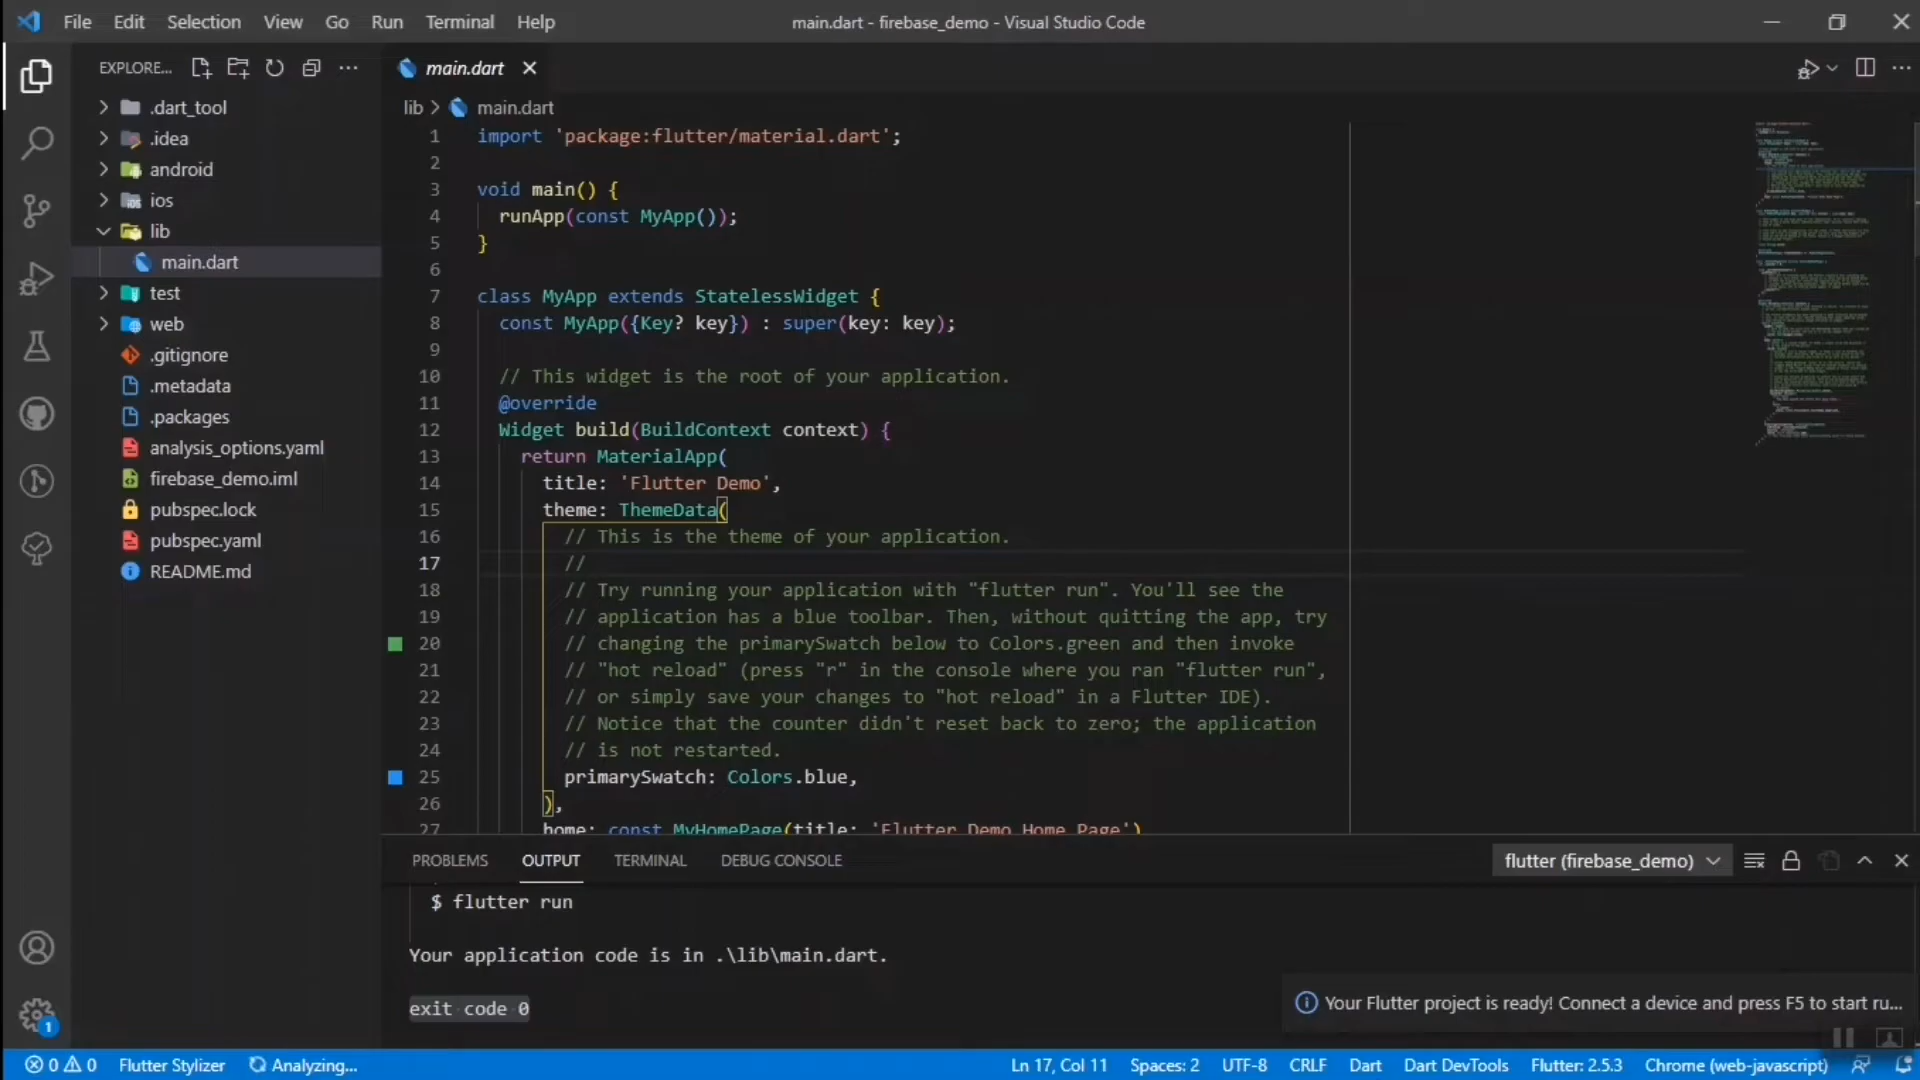 File Edit Selection View Go Run Terminal Help
main.dart - firebase_demo - Visual Studio Code
EXPLORE...
main.dart
.dart_tool
.idea
android
ios
lib
main.dart
test
web
.gitignore
.metadata
.packages
analysis_options.yaml
firebase_demo.iml
pubspec.lock
pubspec.yaml
README.md
lib > main.dart
1 import 'package:flutter/material.dart';
2
3 void main() {
4 runApp(const MyApp());
5 }
6
7 class MyApp extends StatelessWidget {
8 const MyApp({Key? key}) : super(key: key);
9
10 // This widget is the root of your application.
11 @override
12 Widget build(BuildContext context) {
13 return MaterialApp(
14 title: 'Flutter Demo',
15 theme: ThemeData(
16 // This is the theme of your application.
17 //
18 // Try running your application with "flutter run". You'll see the
19 // application has a blue toolbar. Then, without quitting the app, try
20 // changing the primarySwatch below to Colors.green and then invoke
21 // "hot reload" (press "r" in the console where you ran "flutter run",
22 // or simply save your changes to "hot reload" in a Flutter IDE).
23 // Notice that the counter didn't reset back to zero; the application
24 // is not restarted.
25 primarySwatch: Colors.blue,
26 ),
27 home: const MyHomePage(title: 'Flutter Demo Home Page')
PROBLEMS OUTPUT TERMINAL DEBUG CONSOLE
flutter (firebase_demo)
$ flutter run
Your application code is in .\lib\main.dart.
exit code 0
Your Flutter project is ready! Connect a device and press F5 to start ru...
1
0 0 Flutter Stylizer Analyzing... Ln 17, Col 11 Spaces: 2 UTF-8 CRLF Dart Dart DevTools Flutter: 2.5.3 Chrome (web-javascript)